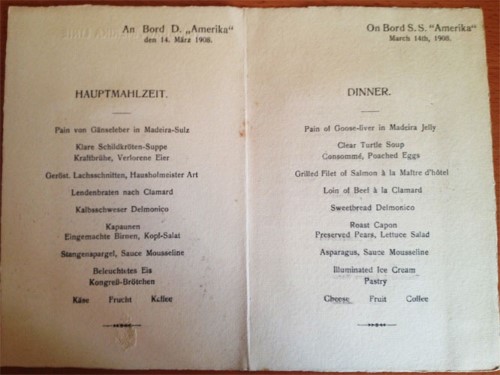 An Bord D. „Amerika"
den 14. März 1908.
HAUPTMAHLZEIT.
Pain von Gänseleber in Madeira-Sulz
Klare Schildkröten-Suppe
Kraftbrühe, Verlorene Eier
Geröst. Lachsschnitten, Haushofmeister Art
Lendenbraten nach Clamard
Kalbsschweser Delmonico
Kapaunen
Eingemachte Birnen, Kopf-Salat
Stangenspargel, Sauce Mousseline
Beleuchtetes Eis
Kongreß-Brötchen
Käse Frucht Kaffee
On Bord S. S. "Amerika"
March 14th, 1908.
DINNER.
Pain of Goose-liver in Madeira Jelly
Clear Turtle Soup
Consommé, Poached Eggs
Grilled Filet of Salmon à la Maître d'hôtel
Loin of Beef à la Clamard
Sweetbread Delmonico
Roast Capon
Preserved Pears, Lettuce Salad
Asparagus, Sauce Mousseline
Illuminated Ice Cream
Pastry
Cheese Fruit Coffee